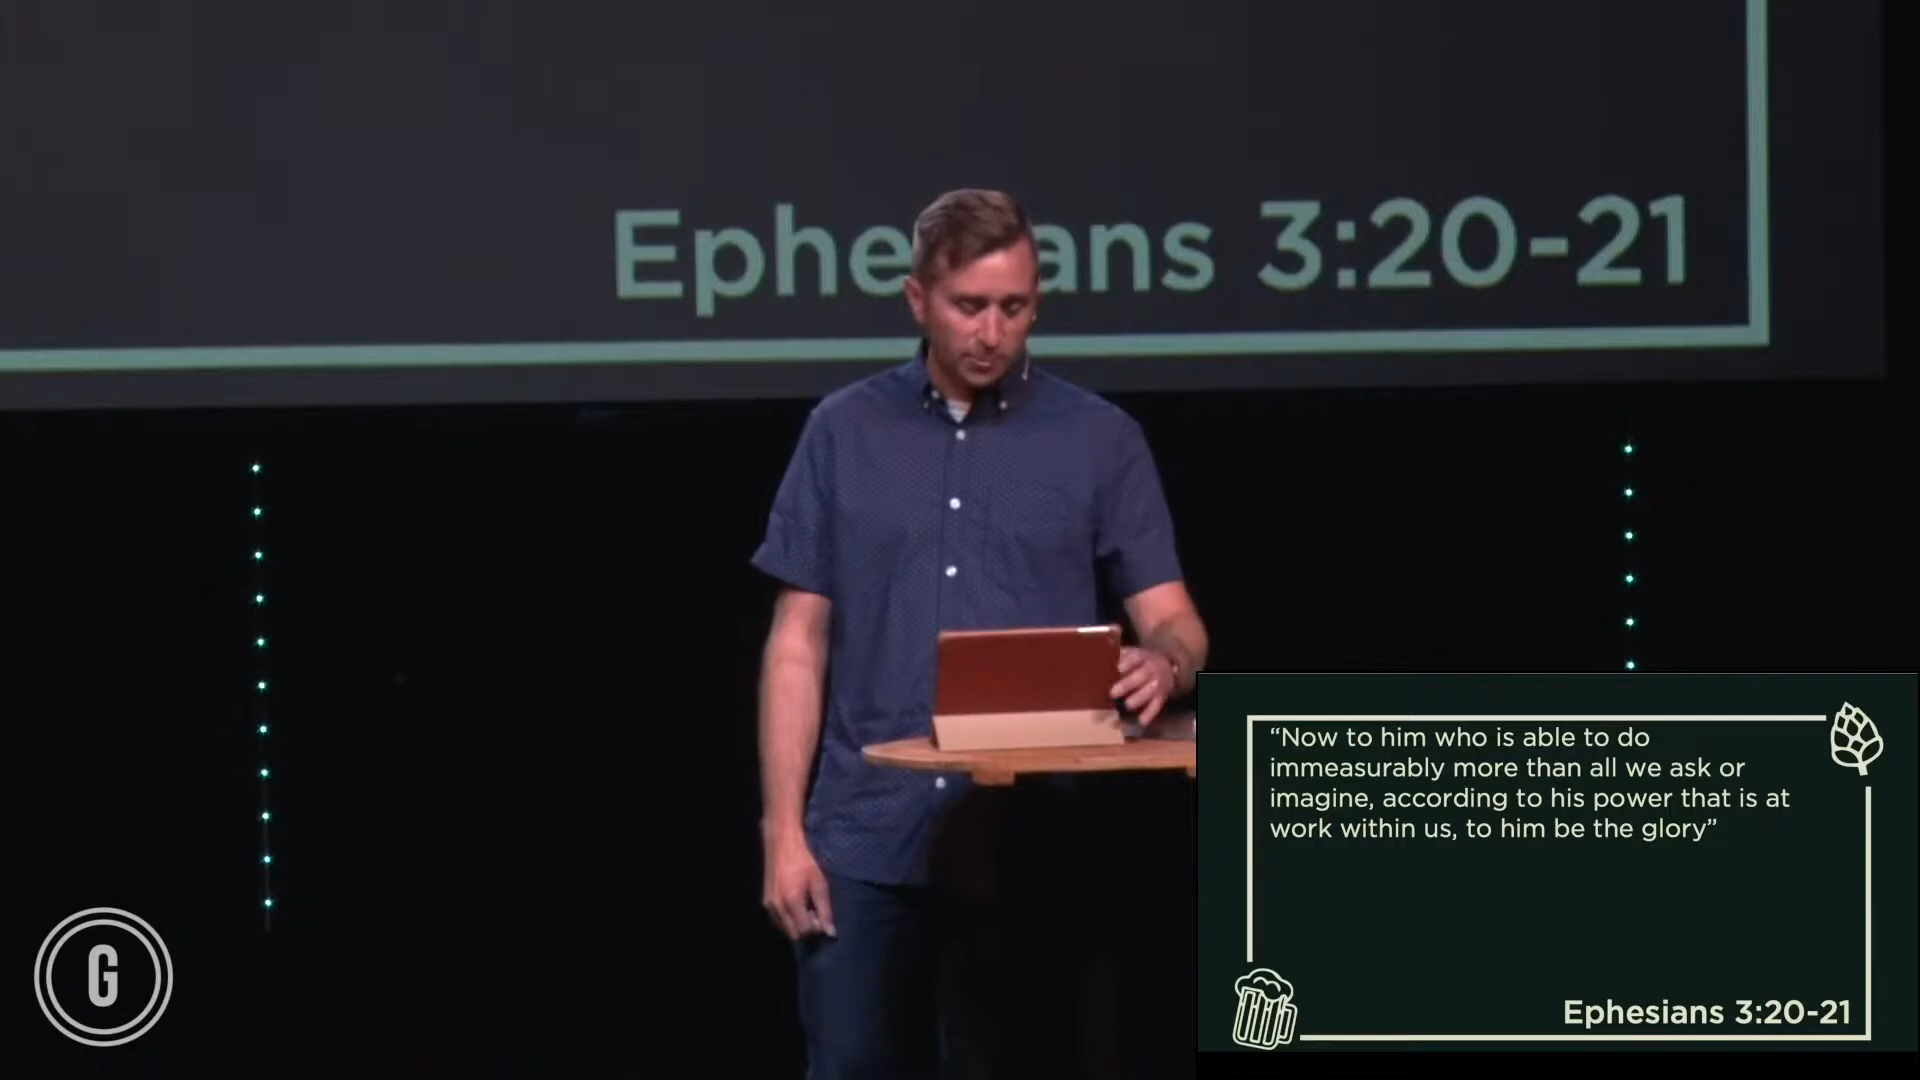 Ephesians 3:20-21
“Now to him who is able to do
immeasurably more than all we ask or
imagine, according to his power that is at
work within us, to him be the glory”
Ephesians 3:20-21
G